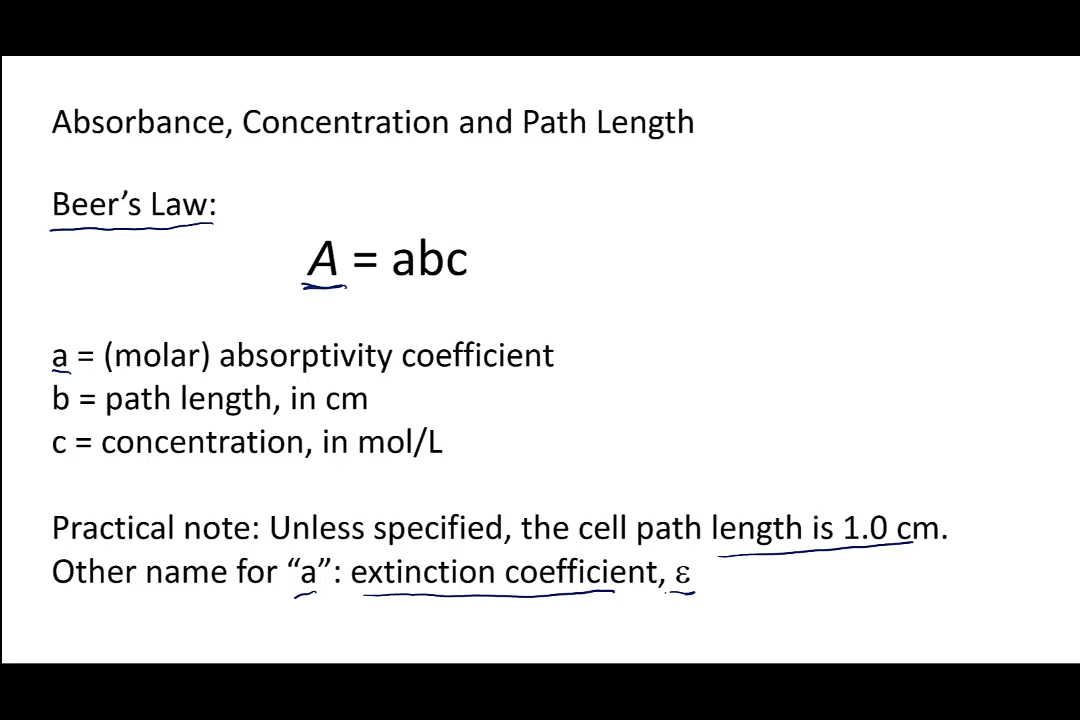 Absorbance, Concentration and Path Length
Beer’s Law:
A = abc
a = (molar) absorptivity coefficient
b = path length, in cm
c = concentration, in mol/L
Practical note: Unless specified, the cell path length is 1.0 cm.
Other name for “a”: extinction coefficient, ε